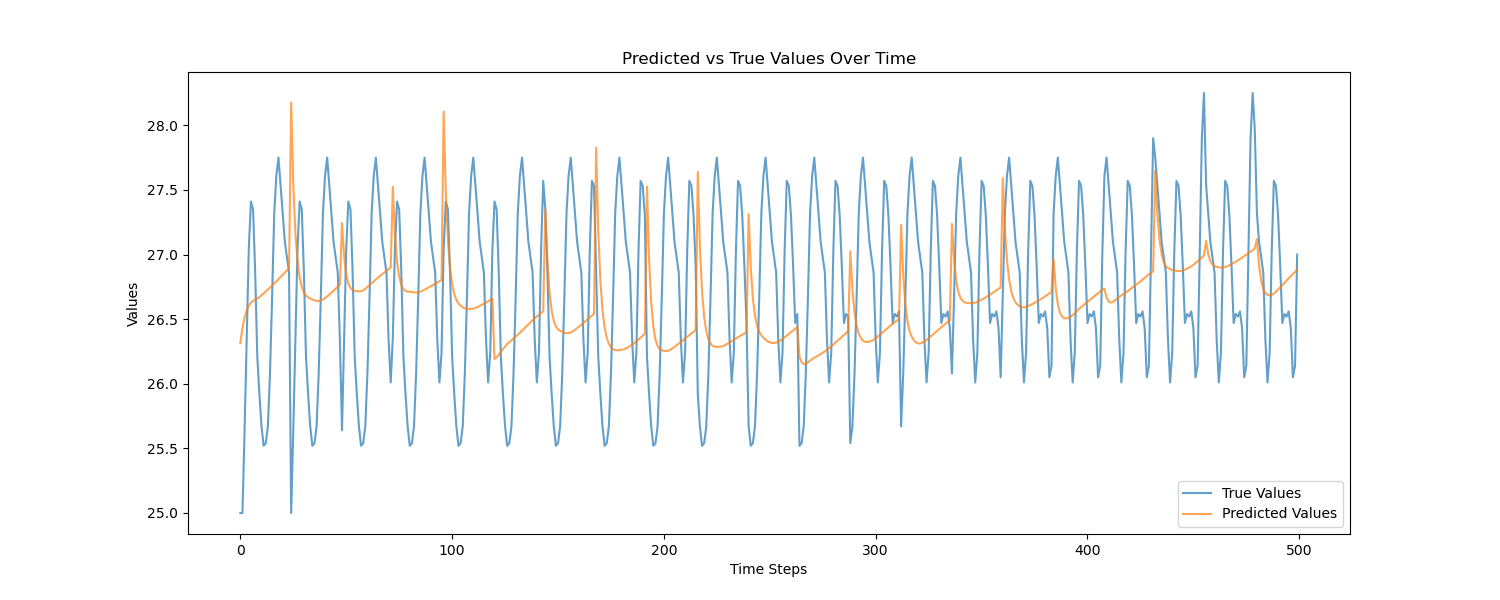 Predicted vs True Values Over Time
Values
28.0
27.5
27.0
26.5
26.0
25.5
25.0
0
100
200
300
400
500
Time Steps
True Values
Predicted Values